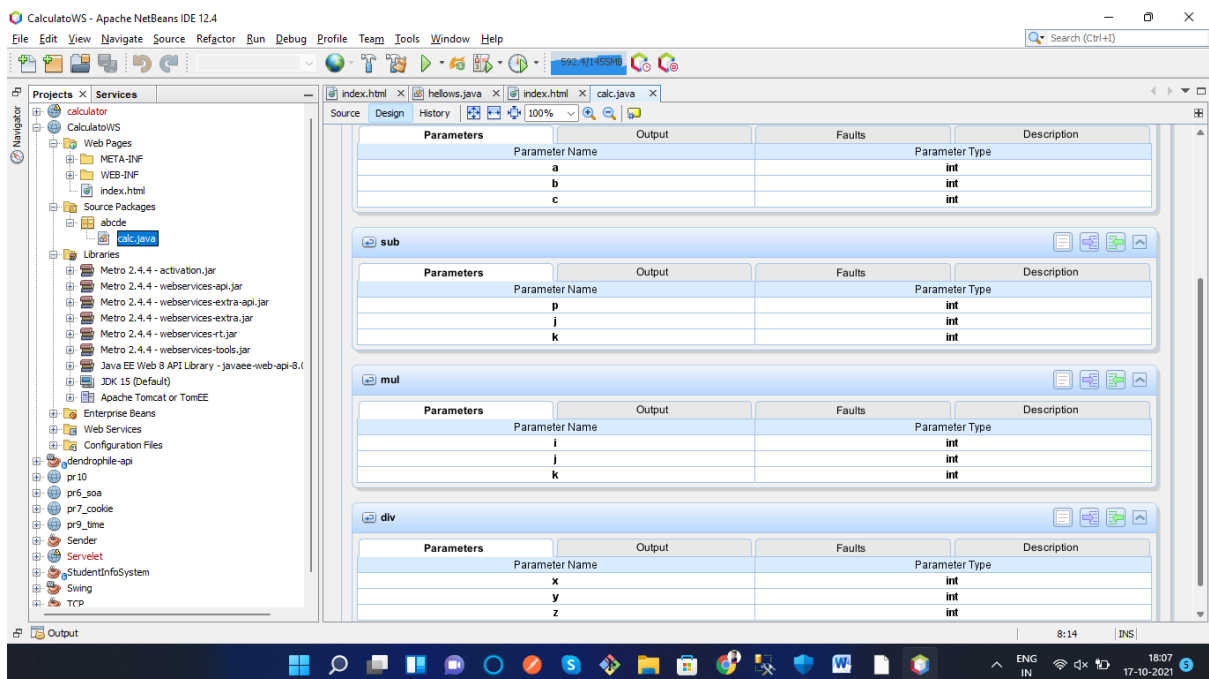 CalculatoWS - Apache NetBeans IDE 12.4
File Edit View Navigate Source Refactor Run Debug Profile Team Tools Window Help
Search (Ctrl+I)
592.4/1455MB
Projects Services
Navigator
calculator
CalculatoWS
Web Pages
META-INF
WEB-INF
index.html
Source Packages
abcde
calc.java
Libraries
Metro 2.4.4 - activation.jar
Metro 2.4.4 - webservices-api.jar
Metro 2.4.4 - webservices-extra-api.jar
Metro 2.4.4 - webservices-extra.jar
Metro 2.4.4 - webservices-rt.jar
Metro 2.4.4 - webservices-tools.jar
Java EE Web 8 API Library - javaee-web-api-8.(
JDK 15 (Default)
Apache Tomcat or TomEE
Enterprise Beans
Web Services
Configuration Files
dendrophile-api
pr10
pr6_soa
pr7_cookie
pr9_time
Sender
Servelet
StudentInfoSystem
Swing
TCP
index.html hellows.java index.html calc.java
Source Design History 100%
Parameters Output Faults Description
Parameter Name Parameter Type
a int
b int
c int
sub
Parameters Output Faults Description
Parameter Name Parameter Type
p int
j int
k int
mul
Parameters Output Faults Description
Parameter Name Parameter Type
i int
j int
k int
div
Parameters Output Faults Description
Parameter Name Parameter Type
x int
y int
z int
Output
8:14 INS
ENG
IN
18:07
17-10-2021
5